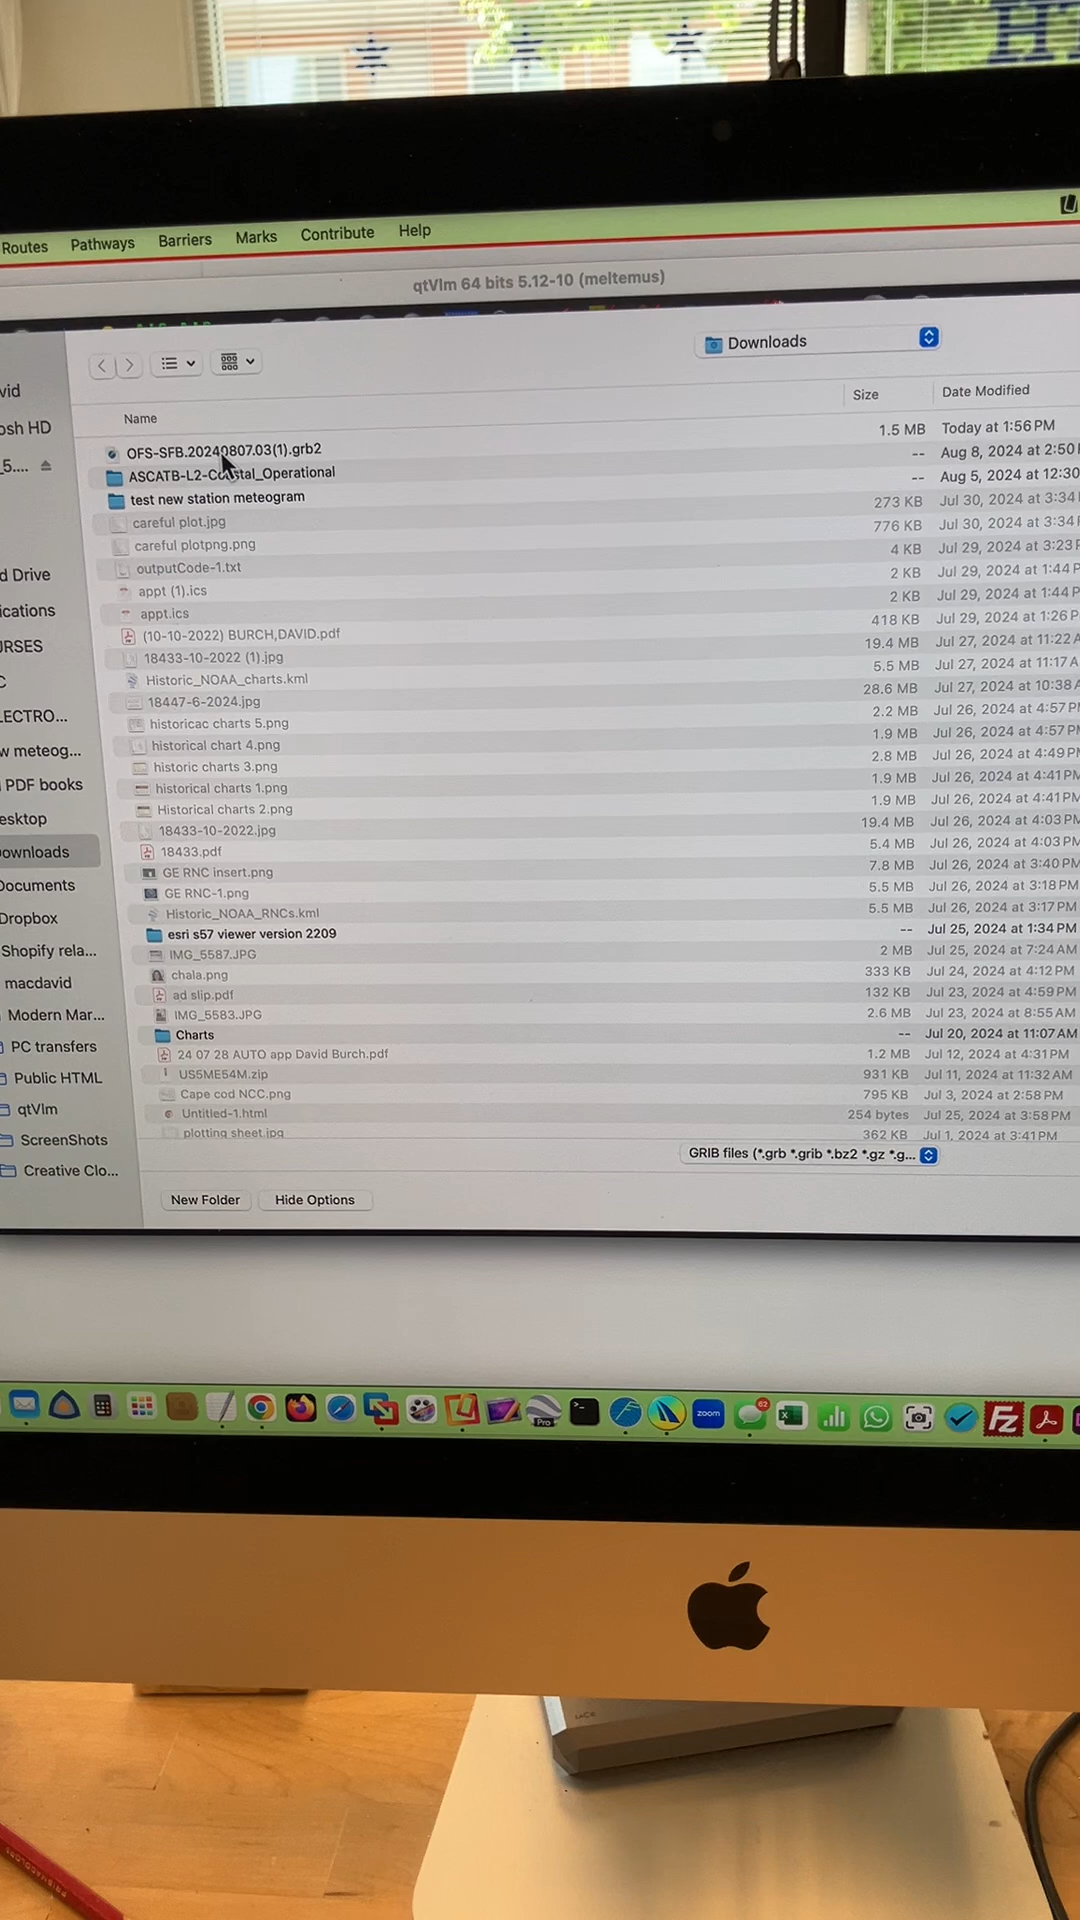 Routes Pathways Barriers Marks Contribute Help
qtVlm 64 bits 5.12-10 (meltemus)
Downloads
Name Size Date Modified
OFS-SFB.20240807.03(1).grb2 1.5 MB Today at 1:56 PM
ASCATB-L2-Coastal_Operational -- Aug 8, 2024 at 2:50
test new station meteogram -- Aug 5, 2024 at 12:30
careful plot.jpg 273 KB Jul 30, 2024 at 3:34
careful plotpng.png 776 KB Jul 30, 2024 at 3:34
outputCode-1.txt 4 KB Jul 29, 2024 at 3:23
appt (1).ics 2 KB Jul 29, 2024 at 1:44 P
appt.ics 2 KB Jul 29, 2024 at 1:44 P
(10-10-2022) BURCH,DAVID.pdf 418 KB Jul 29, 2024 at 1:26 P
18433-10-2022 (1).jpg 19.4 MB Jul 27, 2024 at 11:22 A
Historic_NOAA_charts.kml 5.5 MB Jul 27, 2024 at 11:17 A
18447-6-2024.jpg 28.6 MB Jul 27, 2024 at 10:38 A
historicac charts 5.png 2.2 MB Jul 26, 2024 at 4:57 P
historical chart 4.png 1.9 MB Jul 26, 2024 at 4:57 P
historic charts 3.png 2.8 MB Jul 26, 2024 at 4:49 P
historical charts 1.png 1.9 MB Jul 26, 2024 at 4:41 PM
Historical charts 2.png 1.9 MB Jul 26, 2024 at 4:41 PM
18433-10-2022.jpg 19.4 MB Jul 26, 2024 at 4:03 PM
18433.pdf 5.4 MB Jul 26, 2024 at 4:03 PM
GE RNC insert.png 7.8 MB Jul 26, 2024 at 3:40 PM
GE RNC-1.png 5.5 MB Jul 26, 2024 at 3:18 PM
Historic_NOAA_RNCs.kml 5.5 MB Jul 26, 2024 at 3:17 PM
esri s57 viewer version 2209 -- Jul 25, 2024 at 1:34 PM
IMG_5587.JPG 2 MB Jul 25, 2024 at 7:24 AM
chala.png 333 KB Jul 24, 2024 at 4:12 PM
ad slip.pdf 132 KB Jul 23, 2024 at 4:59 PM
IMG_5583.JPG 2.6 MB Jul 23, 2024 at 8:55 AM
Charts -- Jul 20, 2024 at 11:07 AM
24 07 28 AUTO app David Burch.pdf 1.2 MB Jul 12, 2024 at 4:31 PM
US5ME54M.zip 931 KB Jul 11, 2024 at 11:32 AM
Cape cod NCC.png 795 KB Jul 3, 2024 at 2:58 PM
Untitled-1.html 254 bytes Jul 25, 2024 at 3:58 PM
plotting sheet.jpg 362 KB Jul 1, 2024 at 3:41 PM
vid
osh HD
5....
d Drive
ications
URSES
C
LECTRO...
w meteog...
PDF books
esktop
ownloads
Documents
Dropbox
Shopify rela...
macdavid
Modern Mar...
PC transfers
Public HTML
qtVlm
ScreenShots
Creative Clo...
GRIB files (*.grb *.grib *.bz2 *.gz *.g...
New Folder Hide Options
Pro
zoom
62
Fz
LACIE